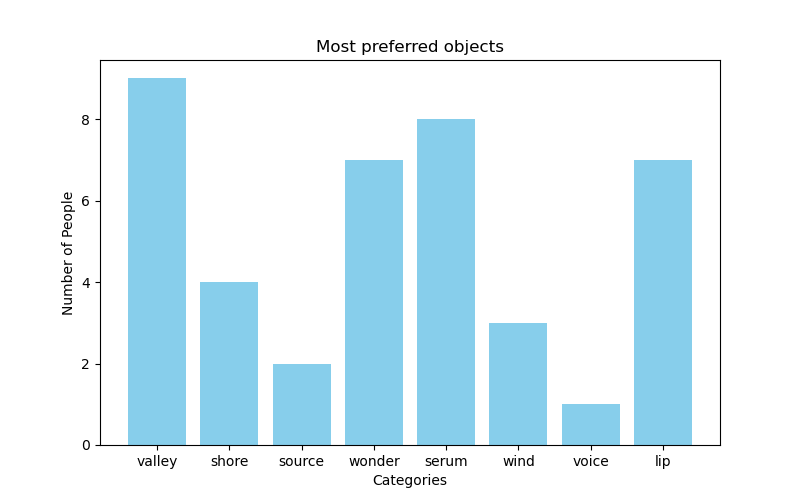 Most preferred objects
Number of People
8
6
4
2
0
valley shore source wonder serum wind voice lip
Categories